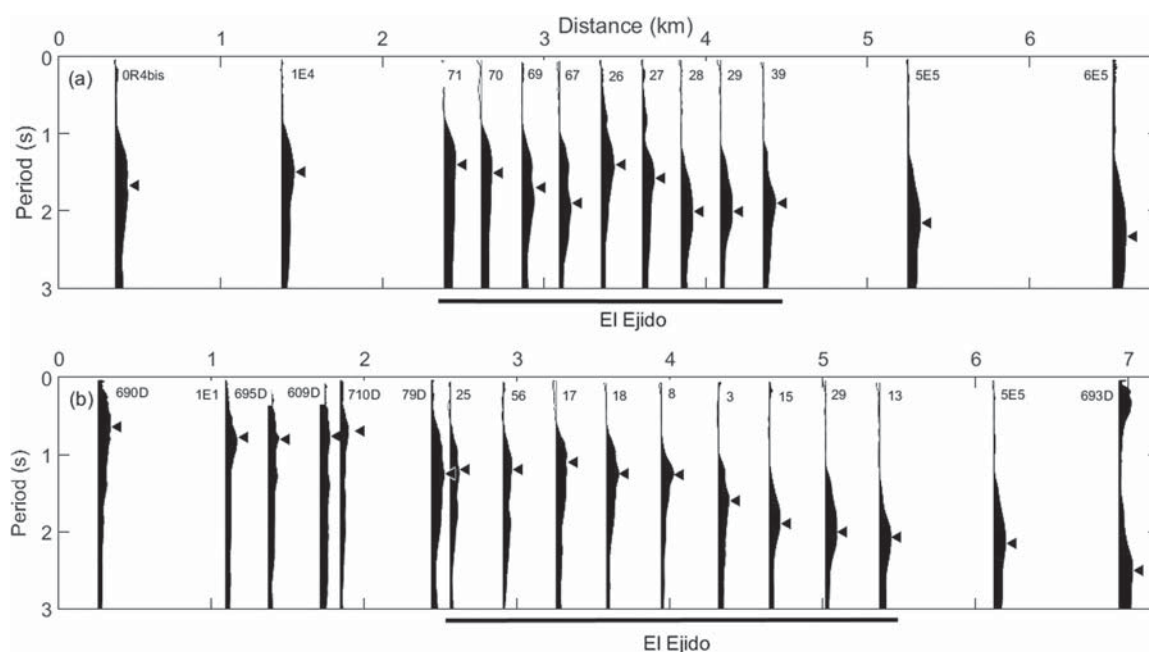 Distance (km)
0 1 2 3 4 5 6
0 1 2 3
Period (s)
(a)
0R4bis 1E4 71 70 69 67 26 27 28 29 39 5E5 6E5
El Ejido
0 1 2 3 4 5 6 7
0 1 2 3
Period (s)
(b)
690D 1E1 695D 609D 710D 79D 25 56 17 18 8 3 15 29 13 5E5 693D
El Ejido